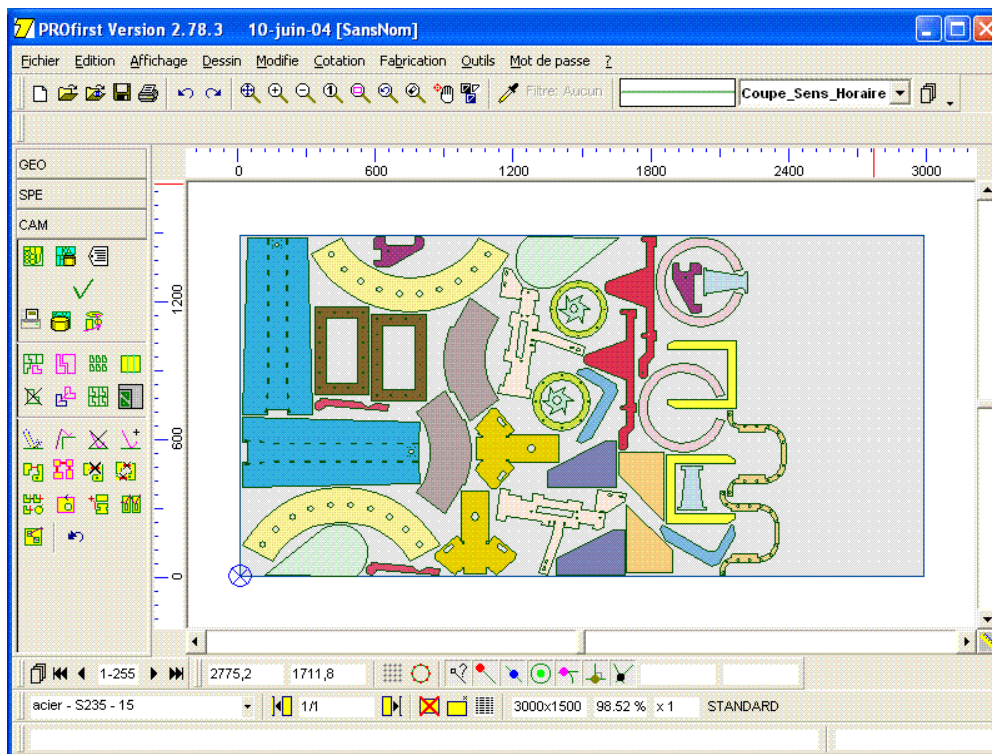 PROfirst Version 2.78.3 10-juin-04 [SansNom]
Fichier Edition Affichage Dessin Modifie Cotation Fabrication Outils Mot de passe ?
Filtre: Aucun Coupe_Sens_Horaire
GEO
SPE
CAM
0 600 1200 1800 2400 3000
1200
600
0
1-255 2775,2 1711,8
acier - S235 - 15 1/1 3000x1500 98.52 % x 1 STANDARD